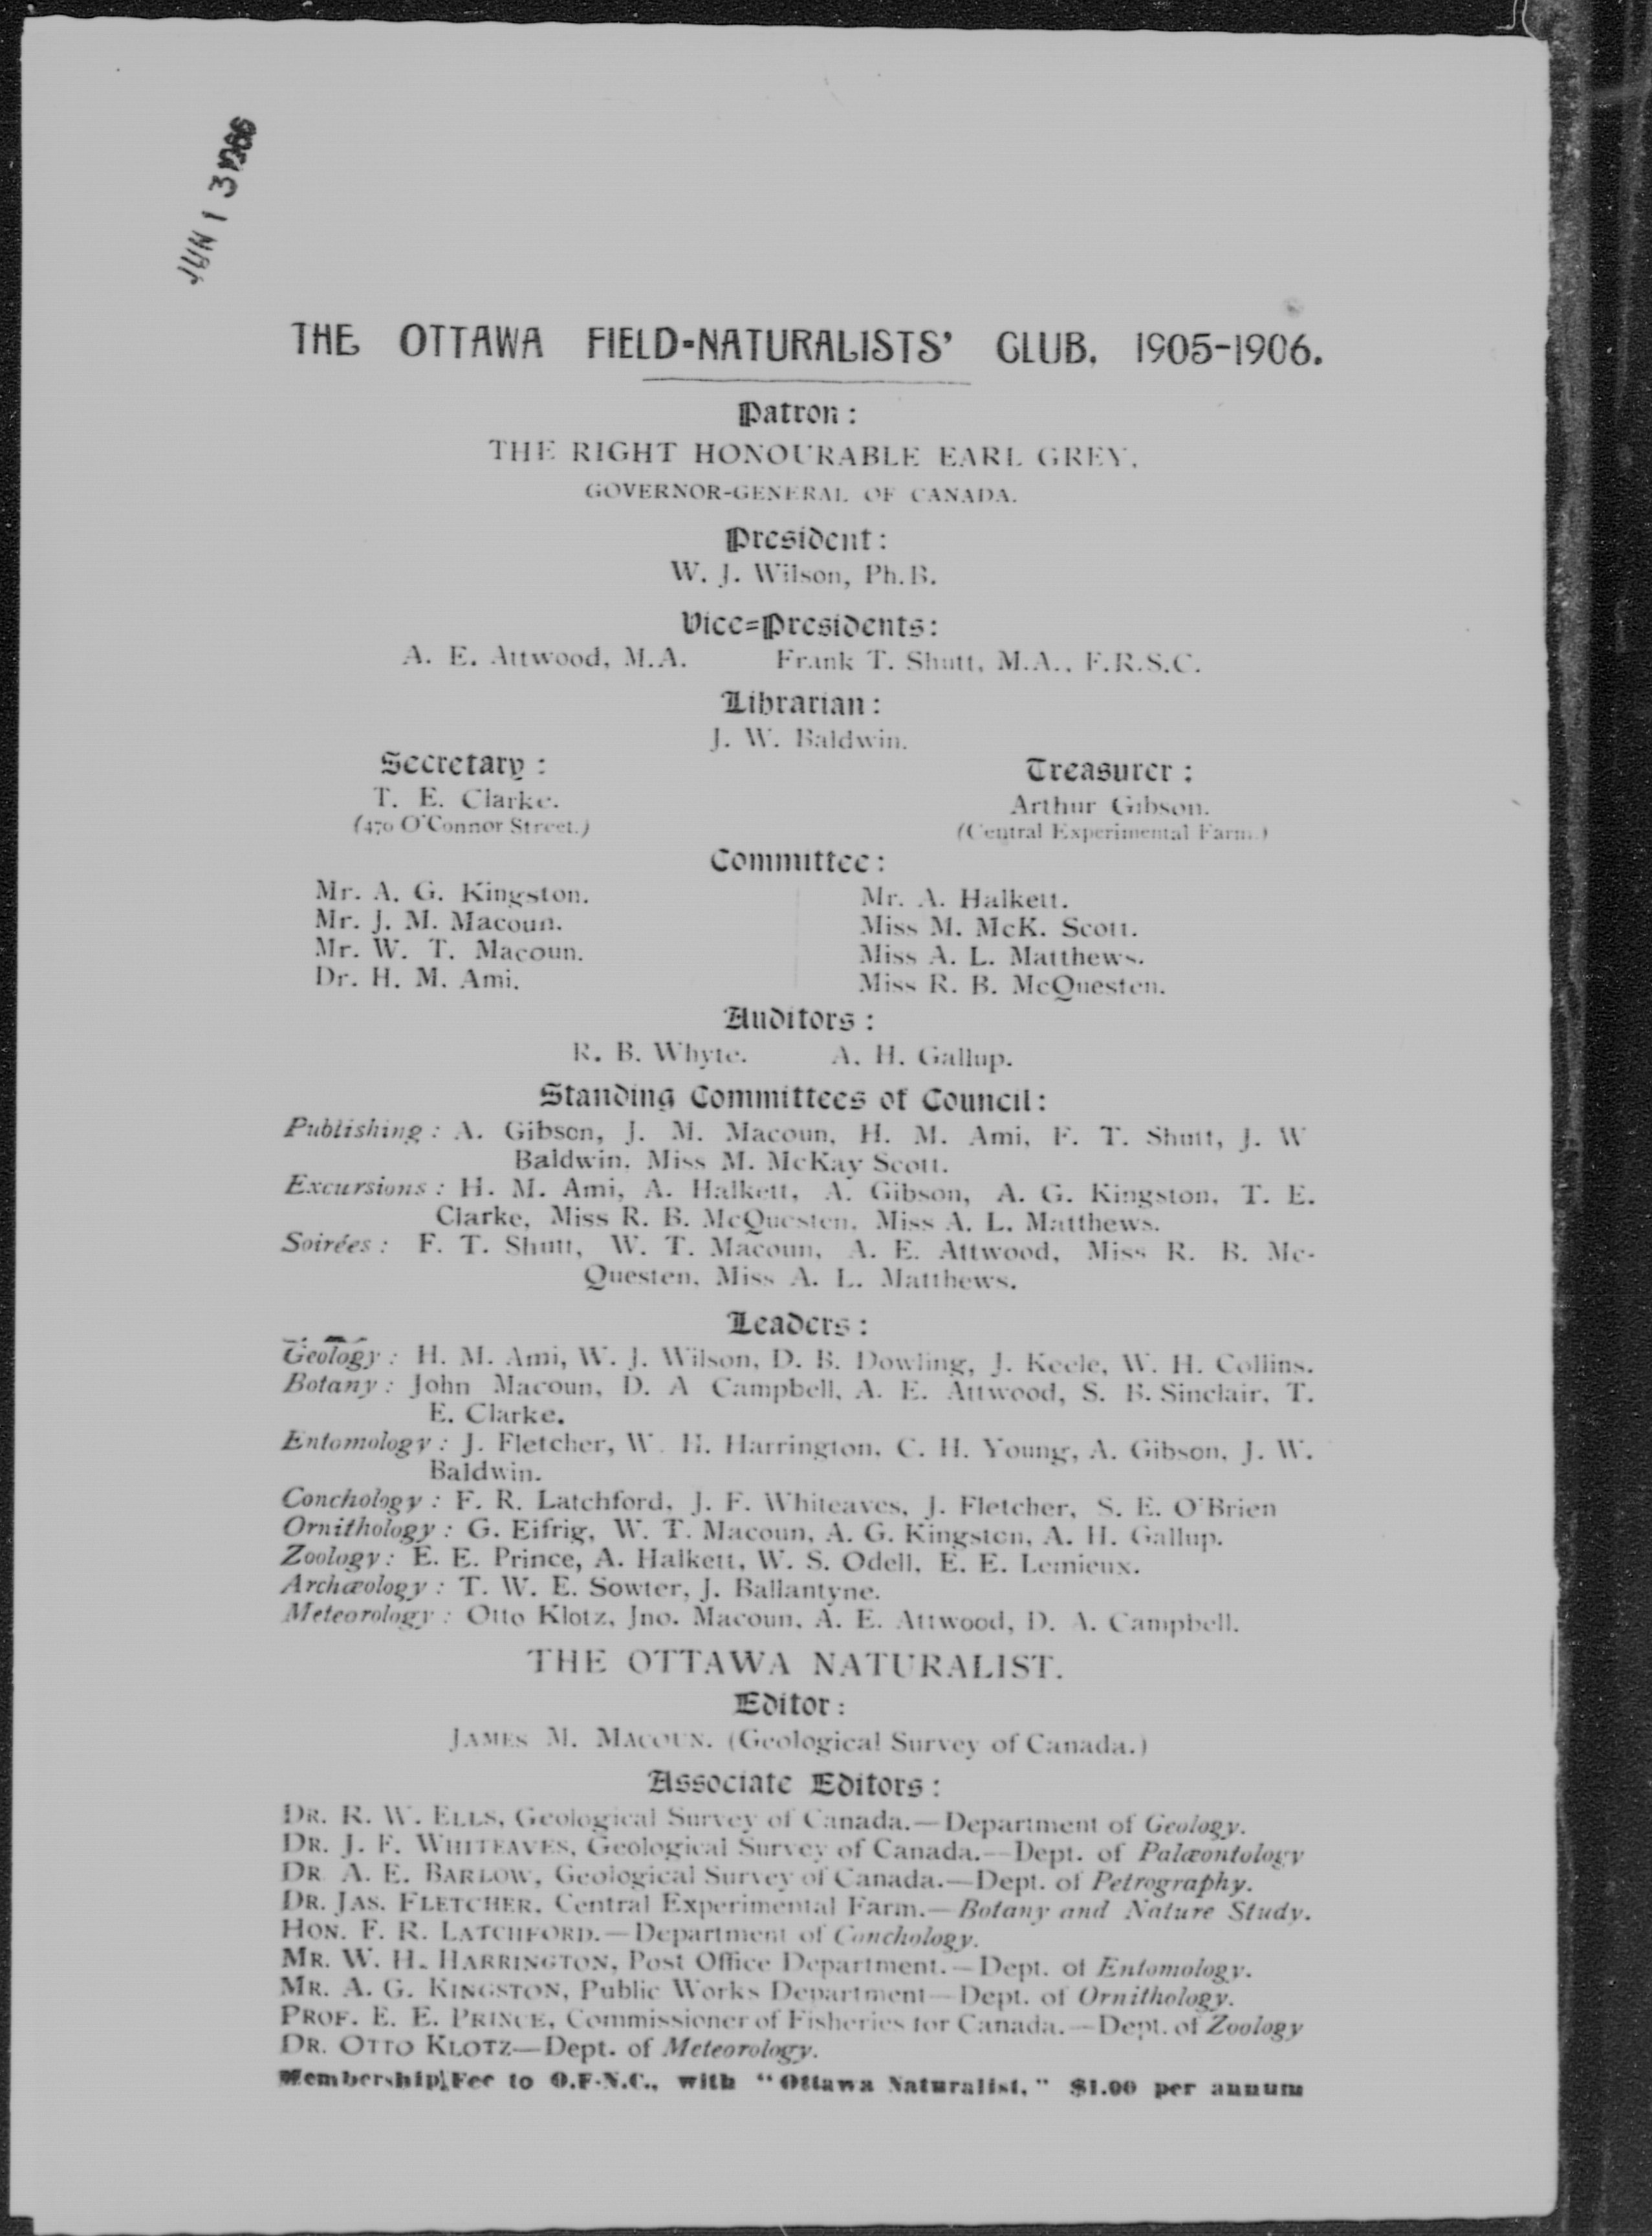 JUN 13
THE OTTAWA FIELD-NATURALISTS' CLUB, 1905-1906.
Patron:
THE RIGHT HONOURABLE EARL GREY,
GOVERNOR-GENERAL OF CANADA.
President:
W. J. Wilson, Ph.B.
Vice-Presidents:
A. E. Attwood, M.A. Frank T. Shutt, M.A., F.R.S.C.
Librarian:
J. W. Baldwin.
Secretary:
T. E. Clarke.
(470 O'Connor Street.)
Treasurer:
Arthur Gibson.
(Central Experimental Farm.)
Committee:
Mr. A. G. Kingston.
Mr. J. M. Macoun.
Mr. W. T. Macoun.
Dr. H. M. Ami.
Mr. A. Halkett.
Miss M. McK. Scott.
Miss A. L. Matthews.
Miss R. B. McQuesten.
Auditors:
R. B. Whyte. A. H. Gallup.
Standing Committees of Council:
Publishing: A. Gibson, J. M. Macoun, H. M. Ami, F. T. Shutt, J. W
Baldwin, Miss M. McKay Scott.
Excursions: H. M. Ami, A. Halkett, A. Gibson, A. G. Kingston, T. E.
Clarke, Miss R. B. McQuesten, Miss A. L. Matthews.
Soirées: F. T. Shutt, W. T. Macoun, A. E. Attwood, Miss R. B. Mc-
Questen, Miss A. L. Matthews.
Leaders:
Geology: H. M. Ami, W. J. Wilson, D. B. Dowling, J. Keele, W. H. Collins.
Botany: John Macoun, D. A Campbell, A. E. Attwood, S. B. Sinclair, T.
E. Clarke.
Entomology: J. Fletcher, W. H. Harrington, C. H. Young, A. Gibson, J. W.
Baldwin.
Conchology: F. R. Latchford, J. F. Whiteaves, J. Fletcher, S. E. O'Brien
Ornithology: G. Eifrig, W. T. Macoun, A. G. Kingston, A. H. Gallup.
Zoology: E. E. Prince, A. Halkett, W. S. Odell, E. E. Lemieux.
Archæology: T. W. E. Sowter, J. Ballantyne.
Meteorology: Otto Klotz, Jno. Macoun, A. E. Attwood, D. A. Campbell.
THE OTTAWA NATURALIST.
Editor:
JAMES M. MACOUN. (Geological Survey of Canada.)
Associate Editors:
DR. R. W. ELLS, Geological Survey of Canada.—Department of Geology.
DR. J. F. WHITEAVES, Geological Survey of Canada.—Dept. of Palæontology
DR. A. E. BARLOW, Geological Survey of Canada.—Dept. of Petrography.
DR. JAS. FLETCHER, Central Experimental Farm.—Botany and Nature Study.
HON. F. R. LATCHFORD.—Department of Conchology.
MR. W. H. HARRINGTON, Post Office Department.—Dept. of Entomology.
MR. A. G. KINGSTON, Public Works Department—Dept. of Ornithology.
PROF. E. E. PRINCE, Commissioner of Fisheries for Canada.—Dept. of Zoology
DR. OTTO KLOTZ—Dept. of Meteorology.
Membership Fee to O.F.N.C., with "Ottawa Naturalist," $1.00 per annum